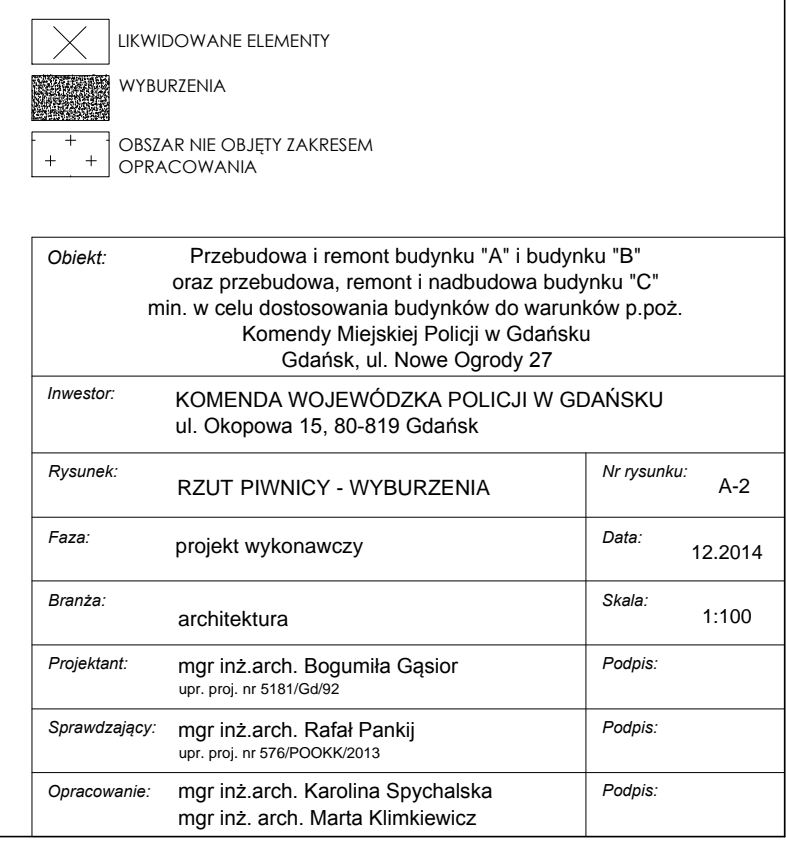 LIKWIDOWANE ELEMENTY
WYBURZENIA
OBSZAR NIE OBJĘTY ZAKRESEM
OPRACOWANIA
Obiekt: Przebudowa i remont budynku "A" i budynku "B"
oraz przebudowa, remont i nadbudowa budynku "C"
min. w celu dostosowania budynków do warunków p.poż.
Komendy Miejskiej Policji w Gdańsku
Gdańsk, ul. Nowe Ogrody 27
Inwestor: KOMENDA WOJEWÓDZKA POLICJI W GDAŃSKU
ul. Okopowa 15, 80-819 Gdańsk
Rysunek: RZUT PIWNICY - WYBURZENIA Nr rysunku: A-2
Faza: projekt wykonawczy Data: 12.2014
Branża: architektura Skala: 1:100
Projektant: mgr inż.arch. Bogumiła Gąsior Podpis:
upr. proj. nr 5181/Gd/92
Sprawdzający: mgr inż.arch. Rafał Pankij Podpis:
upr. proj. nr 576/POOKK/2013
Opracowanie: mgr inż.arch. Karolina Spychalska Podpis:
mgr inż. arch. Marta Klimkiewicz